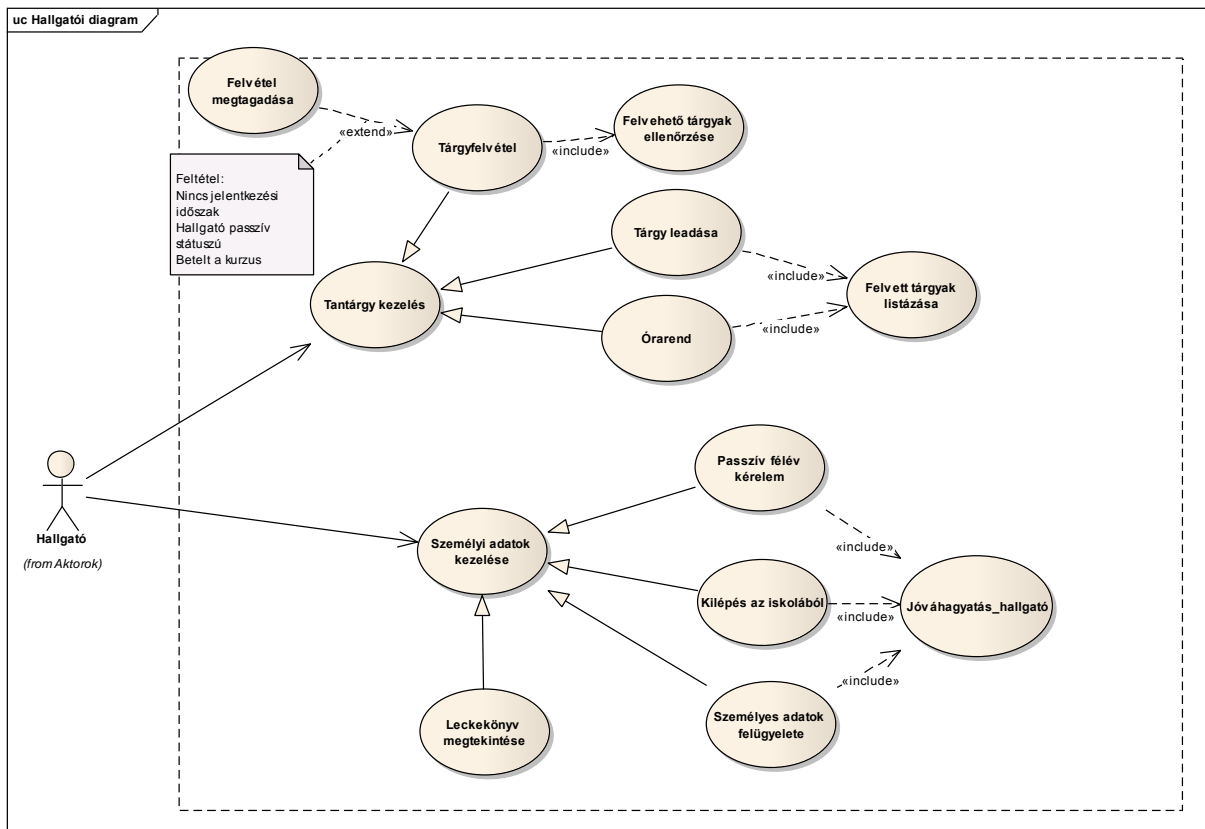 uc Hallgatói diagram
Felvétel
megtagadása
«extend»
Tárgyfelvétel
«include»
Felvehető tárgyak
ellenőrzése
Feltétel:
Nincs jelentkezési
időszak
Hallgató passzív
státuszú
Betelt a kurzus
Tárgy leadása
«include»
Tantárgy kezelés
Felvett tárgyak
listázása
Órarend
«include»
Passzív félév
kérelem
«include»
Hallgató
(from Aktorok)
Személyi adatok
kezelése
Kilépés az iskolából
«include»
Jóváhagyatás_hallgató
«include»
Leckekönyv
megtekintése
Személyes adatok
felügyelete